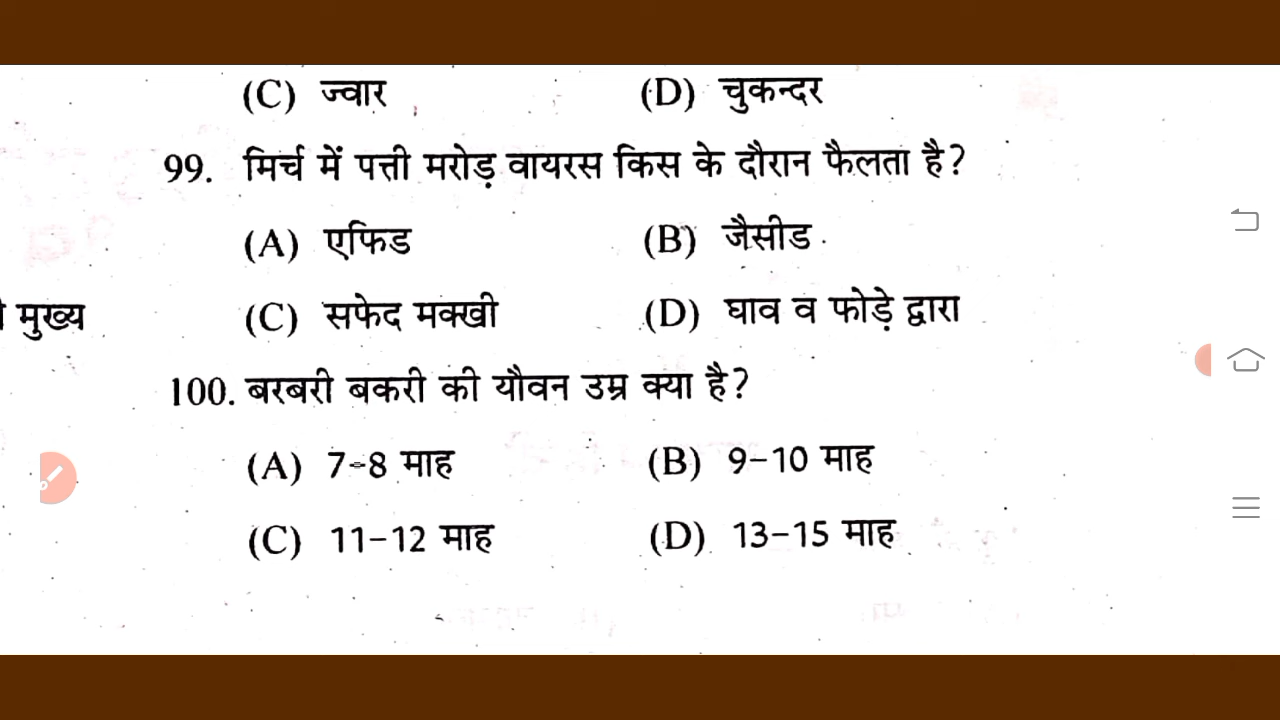 (C) ज्वार (D) चुकन्दर
99. मिर्च में पत्ती मरोड़ वायरस किस के दौरान फैलता है?
(A) एफिड (B) जैसीड
मुख्य (C) सफेद मक्खी (D) घाव व फोड़े द्वारा
100. बरबरी बकरी की यौवन उम्र क्या है?
(A) 7-8 माह (B) 9-10 माह
(C) 11-12 माह (D) 13-15 माह